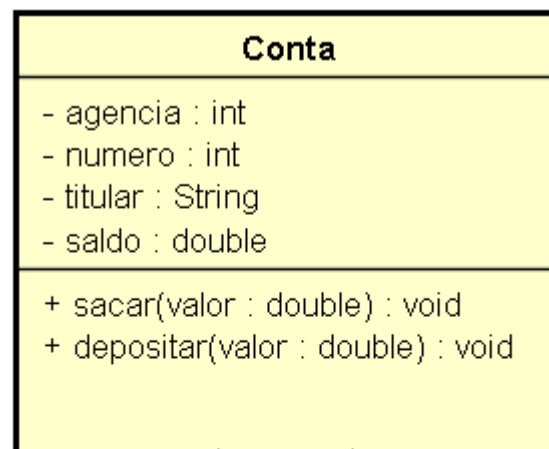 Conta
- agencia : int
- numero : int
- titular : String
- saldo : double
+ sacar(valor : double) : void
+ depositar(valor : double) : void